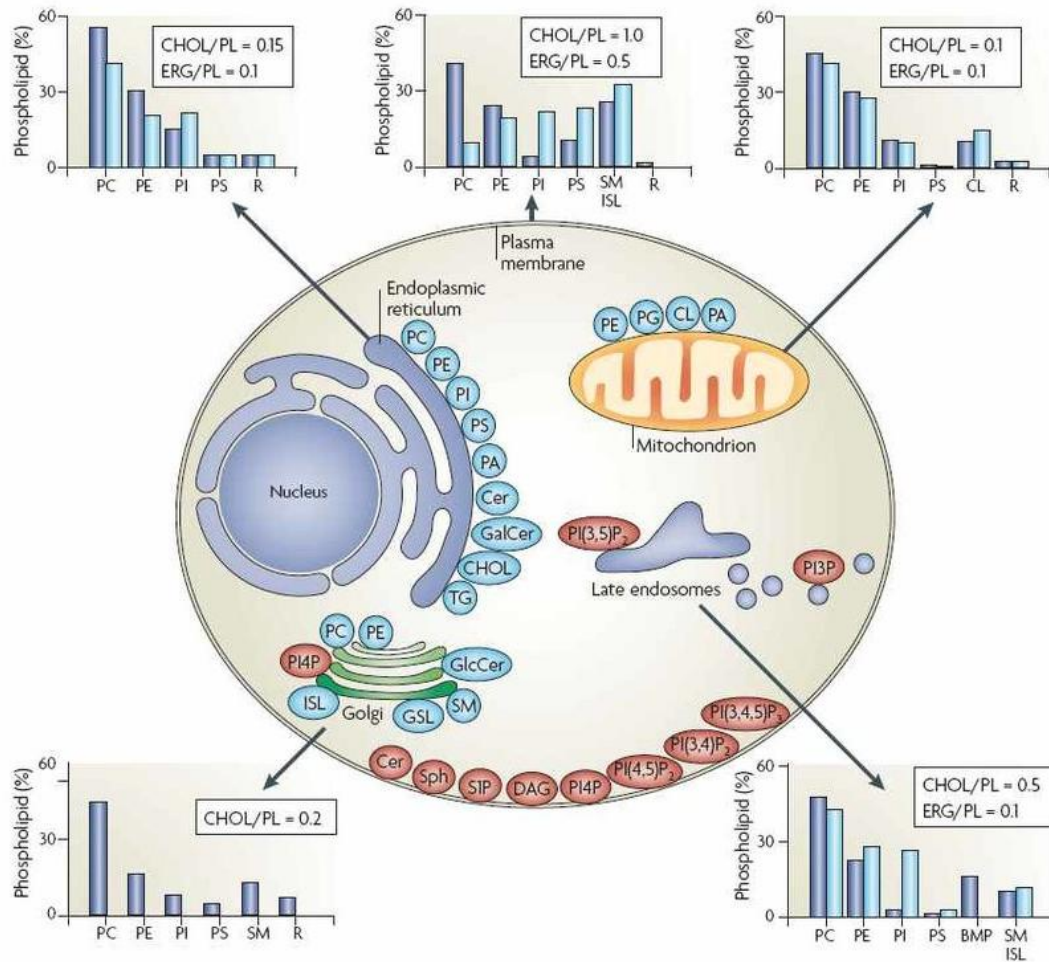 Phospholipid (%)
60
30
0
CHOL/PL = 0.15
ERG/PL = 0.1
PC PE PI PS R
Phospholipid (%)
60
30
0
CHOL/PL = 1.0
ERG/PL = 0.5
PC PE PI PS SM R
ISL
Phospholipid (%)
60
30
0
CHOL/PL = 0.1
ERG/PL = 0.1
PC PE PI PS CL R
Plasma
membrane
Endoplasmic
reticulum
PC
PE
PI
PS
PA
Cer
GalCer
CHOL
TG
Nucleus
PE PG CL PA
Mitochondrion
PI(3,5)P₂
Late endosomes
PI3P
PC PE
PI4P
GlcCer
ISL
Golgi
GSL
SM
Cer
Sph
S1P
DAG
PI4P
PI(4,5)P₂
PI(3,4)P₂
PI(3,4,5)P₃
Phospholipid (%)
60
30
0
CHOL/PL = 0.2
PC PE PI PS SM R
Phospholipid (%)
60
30
0
CHOL/PL = 0.5
ERG/PL = 0.1
PC PE PI PS BMP SM
ISL